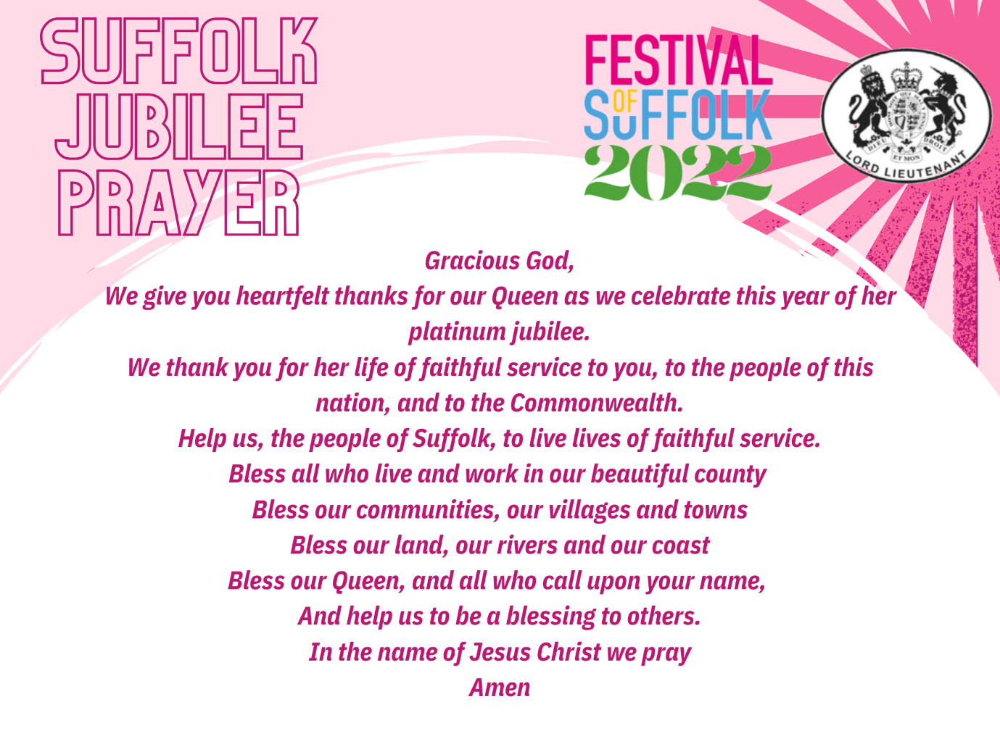 SUFFOLK
JUBILEE
PRAYER
FESTIVAL
OF
SUFFOLK
2022
DIEU ET MON DROIT
LORD LIEUTENANT
Gracious God,
We give you heartfelt thanks for our Queen as we celebrate this year of her
platinum jubilee.
We thank you for her life of faithful service to you, to the people of this
nation, and to the Commonwealth.
Help us, the people of Suffolk, to live lives of faithful service.
Bless all who live and work in our beautiful county
Bless our communities, our villages and towns
Bless our land, our rivers and our coast
Bless our Queen, and all who call upon your name,
And help us to be a blessing to others.
In the name of Jesus Christ we pray
Amen